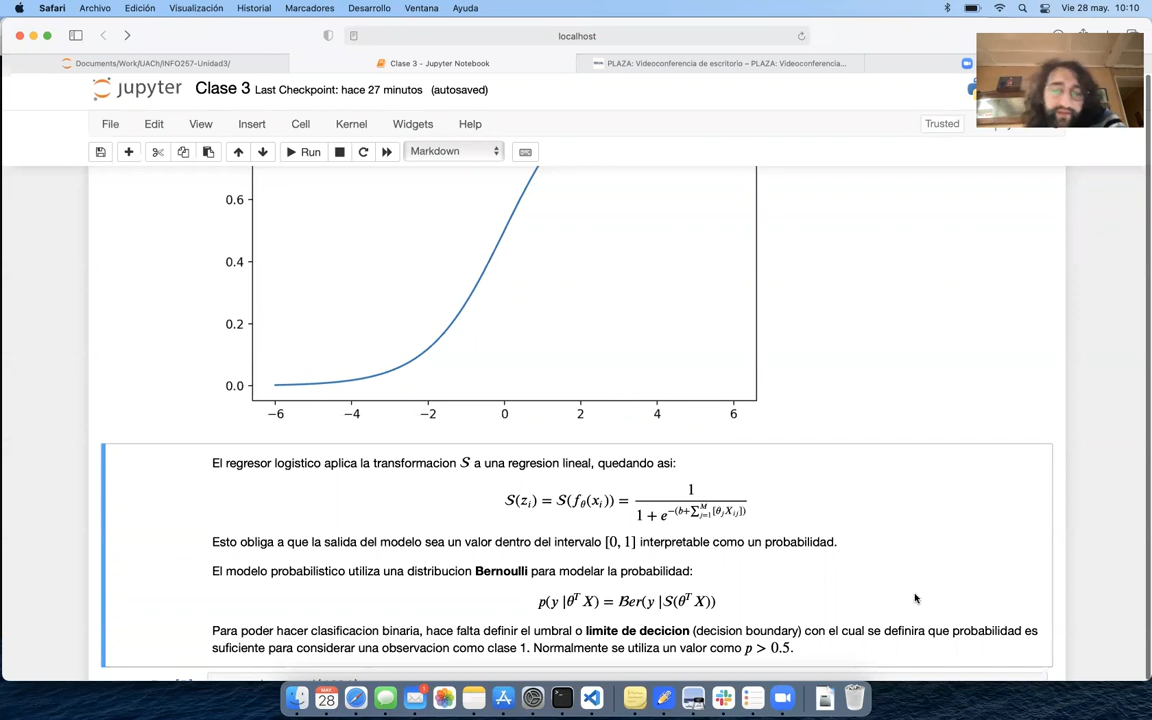 Safari Archivo Edición Visualización Historial Marcadores Desarrollo Ventana Ayuda Vie 28 may. 10:10
localhost
Documents/Work/UACh/INFO257-Unidad3/ Clase 3 - Jupyter Notebook PLAZA: Videoconferencia de escritorio – PLAZA: Videoconferencia...
jupyter Clase 3 Last Checkpoint: hace 27 minutos (autosaved)
File Edit View Insert Cell Kernel Widgets Help Trusted
Run Markdown
0.6
0.4
0.2
0.0
−6 −4 −2 0 2 4 6
El regresor logistico aplica la transformacion S a una regresion lineal, quedando asi:
S(z_i) = S(f_θ(x_i)) = 1 / (1 + e^{−(b+∑_{j=1}^{M}[θ_j X_{ij}])})
Esto obliga a que la salida del modelo sea un valor dentro del intervalo [0, 1] interpretable como un probabilidad.
El modelo probabilistico utiliza una distribucion Bernoulli para modelar la probabilidad:
p(y |θ^T X) = Ber(y |S(θ^T X))
Para poder hacer clasificacion binaria, hace falta definir el umbral o limite de decicion (decision boundary) con el cual se definira que probabilidad es
suficiente para considerar una observacion como clase 1. Normalmente se utiliza un valor como p > 0.5.
MAY.
28
1